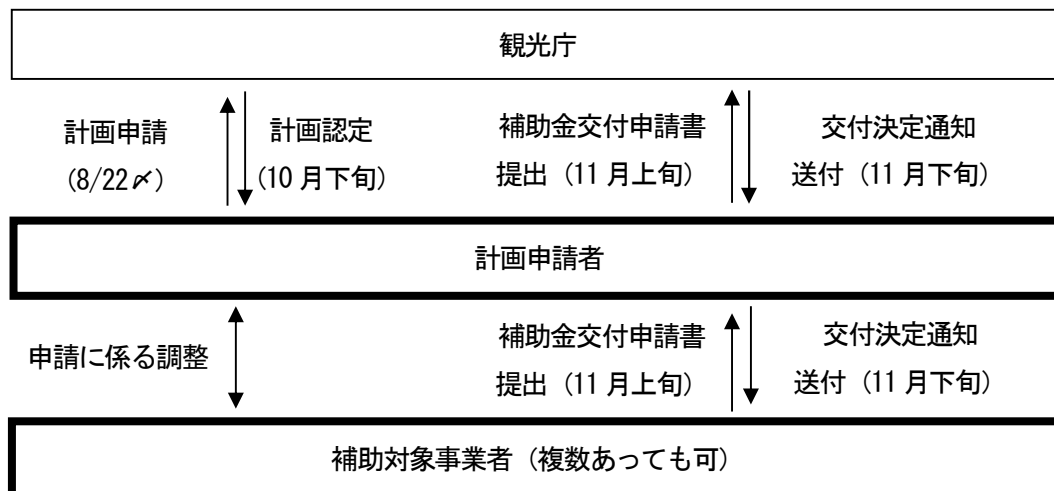 観光庁
計画申請
(8/22〆)
計画認定
(10月下旬)
補助金交付申請書
提出（11月上旬)
交付決定通知
送付（11月下旬)
計画申請者
申請に係る調整
補助金交付申請書
提出（11月上旬)
交付決定通知
送付（11月下旬)
補助対象事業者（複数あっても可）